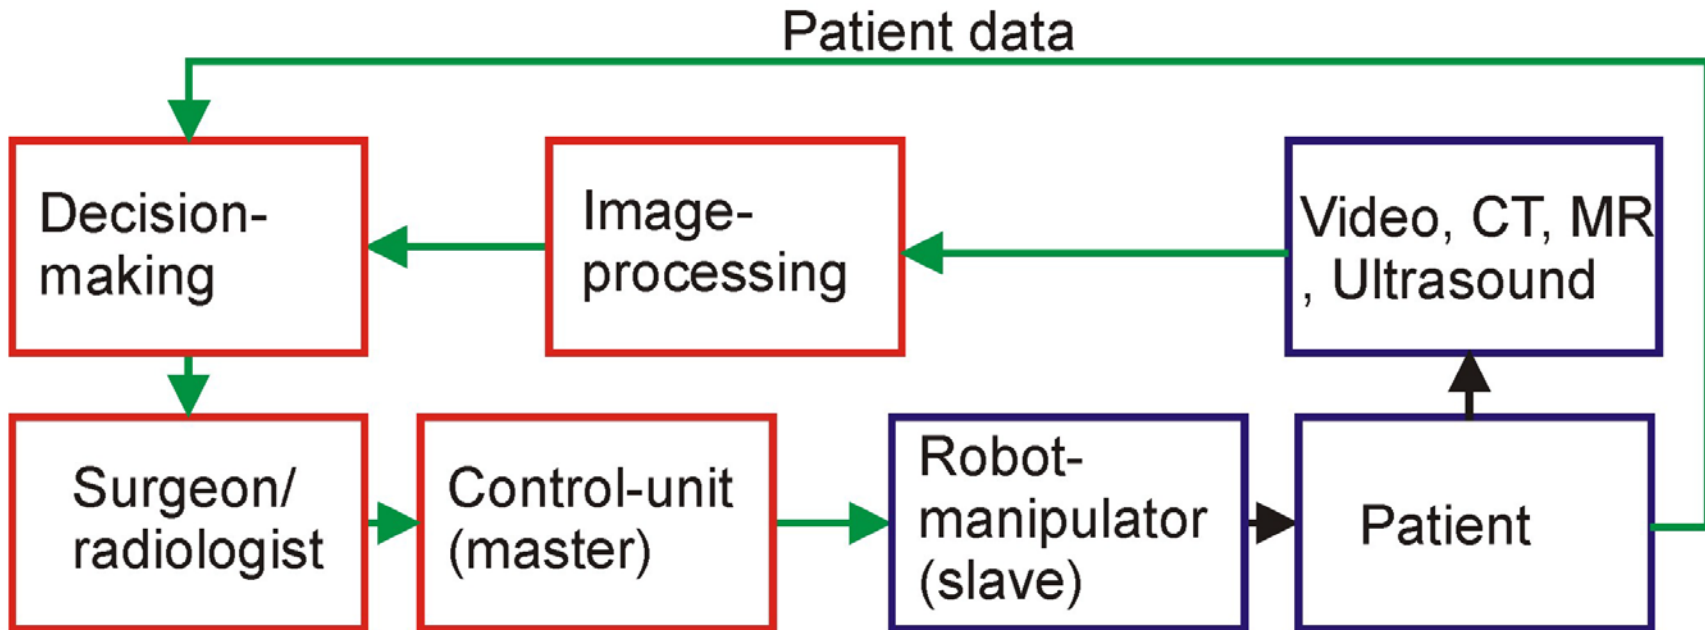 Patient data
Decision-
making
Image-
processing
Video, CT, MR
, Ultrasound
Surgeon/
radiologist
Control-unit
(master)
Robot-
manipulator
(slave)
Patient